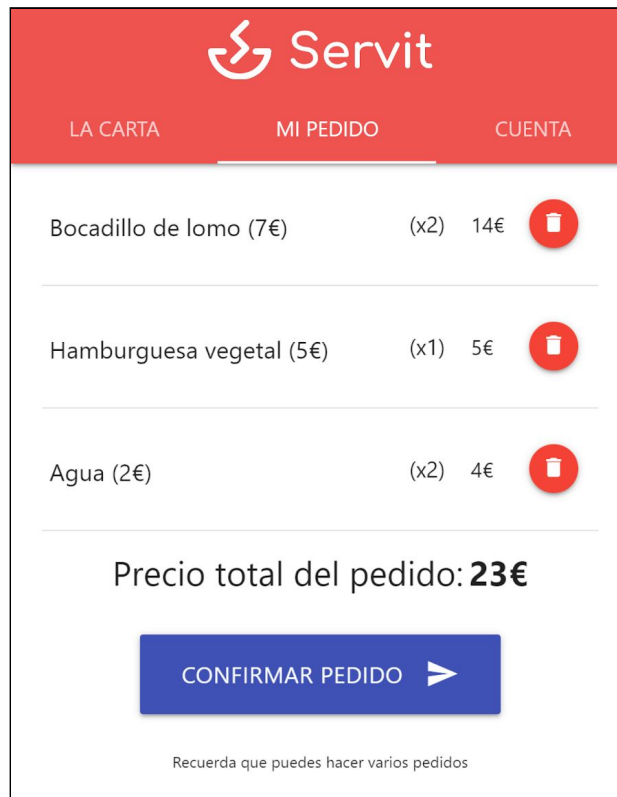 Servit
LA CARTA MI PEDIDO CUENTA
Bocadillo de lomo (7€) (x2) 14€
Hamburguesa vegetal (5€) (x1) 5€
Agua (2€) (x2) 4€
Precio total del pedido: 23€
CONFIRMAR PEDIDO
Recuerda que puedes hacer varios pedidos